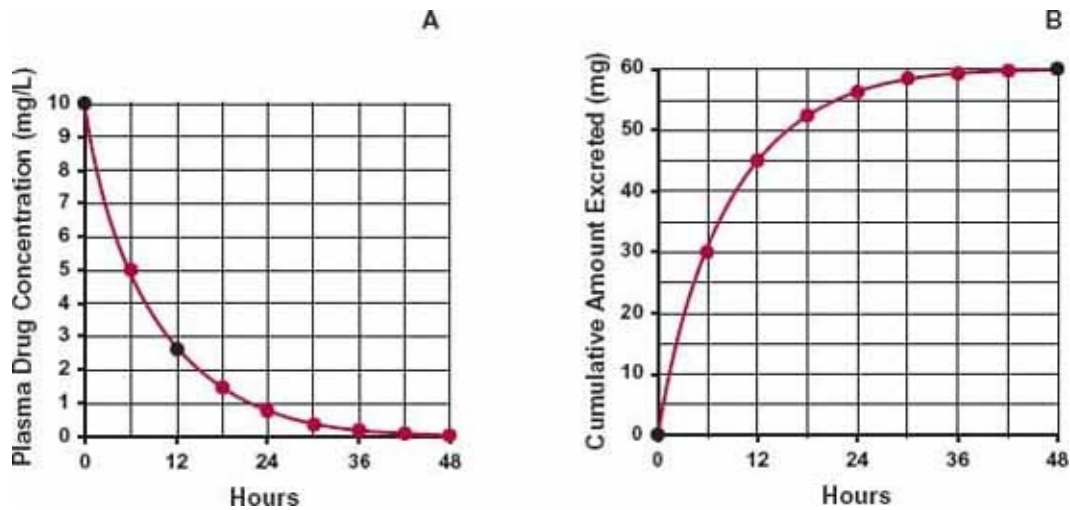 A
Plasma Drug Concentration (mg/L)
10
9
8
7
6
5
4
3
2
1
0
0 12 24 36 48
Hours
B
Cumulative Amount Excreted (mg)
60
50
40
30
20
10
0
0 12 24 36 48
Hours